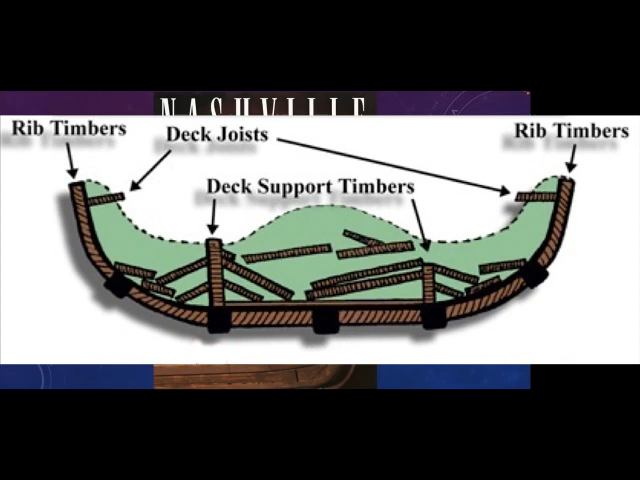 NASHVILLE
Rib Timbers
Deck Joists
Rib Timbers
Deck Support Timbers